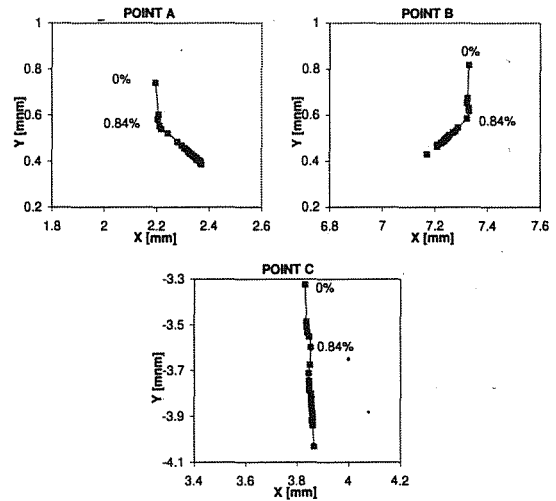 POINT A
1
0.8
0.6
0.4
0.2
Y [mnm]
0%
0.84%
1.8 2 2.2 2.4 2.6
X [mm]
POINT B
1
0.8
0.6
0.4
0.2
Y [mnm]
0%
0.84%
6.8 7 7.2 7.4 7.6
X [mm]
POINT C
-3.3
-3.5
-3.7
-3.9
-4.1
Y [mnm]
0%
0.84%
3.4 3.6 3.8 4 4.2
X [mm]